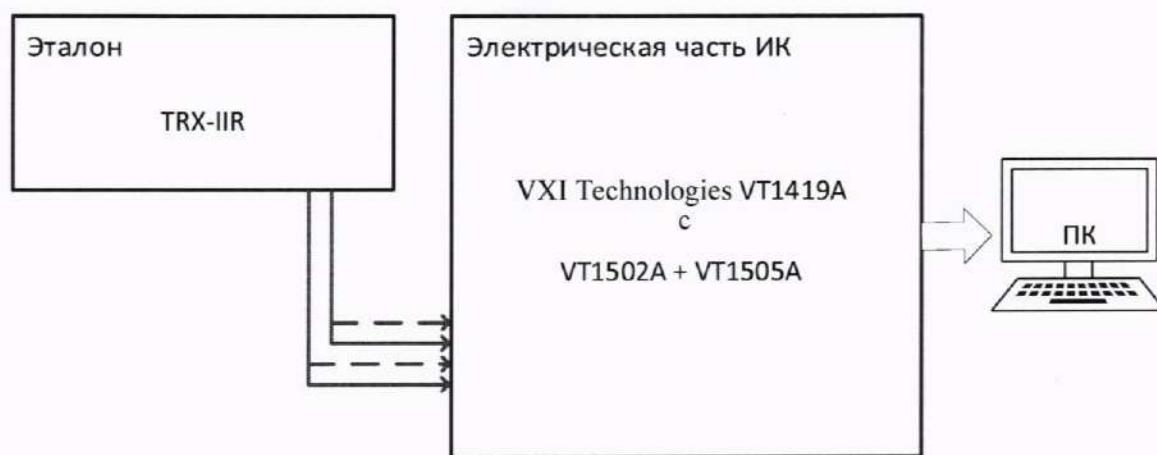 Эталон
TRX-IIR
Электрическая часть ИК
VXI Technologies VT1419A
с
VT1502A + VT1505A
ПК